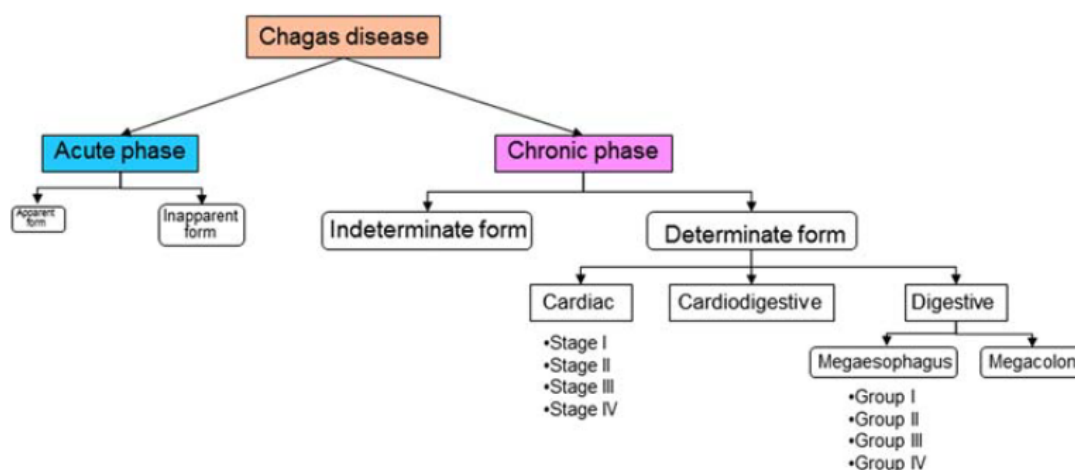 Chagas disease
Acute phase
Chronic phase
Apparent
form
Inapparent
form
Indeterminate form
Determinate form
Cardiac
Cardiodigestive
Digestive
•Stage I
•Stage II
•Stage III
•Stage IV
Megaesophagus
Megacolon
•Group I
•Group II
•Group III
•Group IV